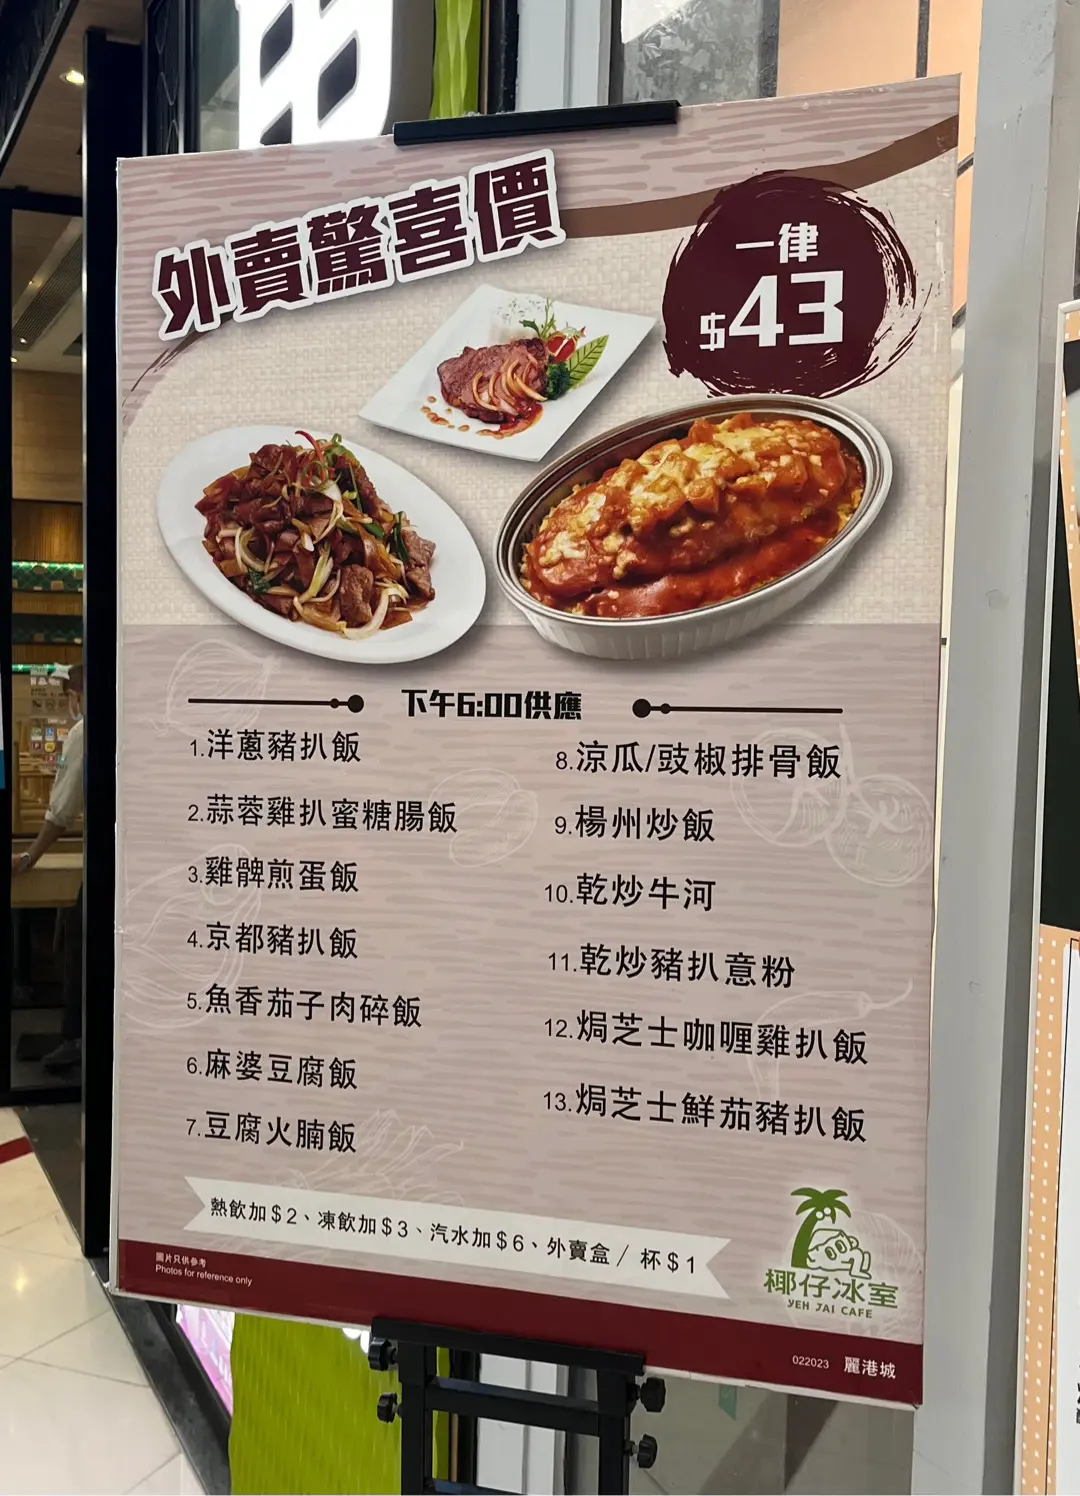 外賣驚喜價
一律
$43
下午6:00供應
1.洋蔥豬扒飯
2.蒜蓉雞扒蜜糖腸飯
3.雞髀煎蛋飯
4.京都豬扒飯
5.魚香茄子肉碎飯
6.麻婆豆腐飯
7.豆腐火腩飯
8.涼瓜/豉椒排骨飯
9.楊州炒飯
10.乾炒牛河
11.乾炒豬扒意粉
12.焗芝士咖喱雞扒飯
13.焗芝士鮮茄豬扒飯
熱飲加$2、凍飲加$3、汽水加$6、外賣盒/杯$1
圖片只供參考
Photos for reference only
椰仔冰室
YEH JAI CAFE
022023 麗港城